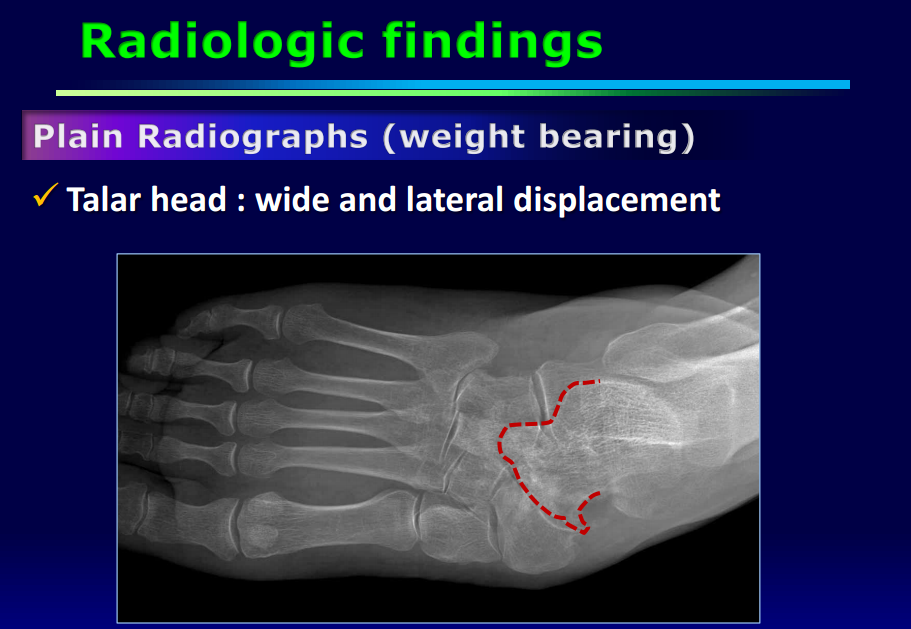 Radiologic findings
Plain Radiographs (weight bearing)
✓ Talar head : wide and lateral displacement